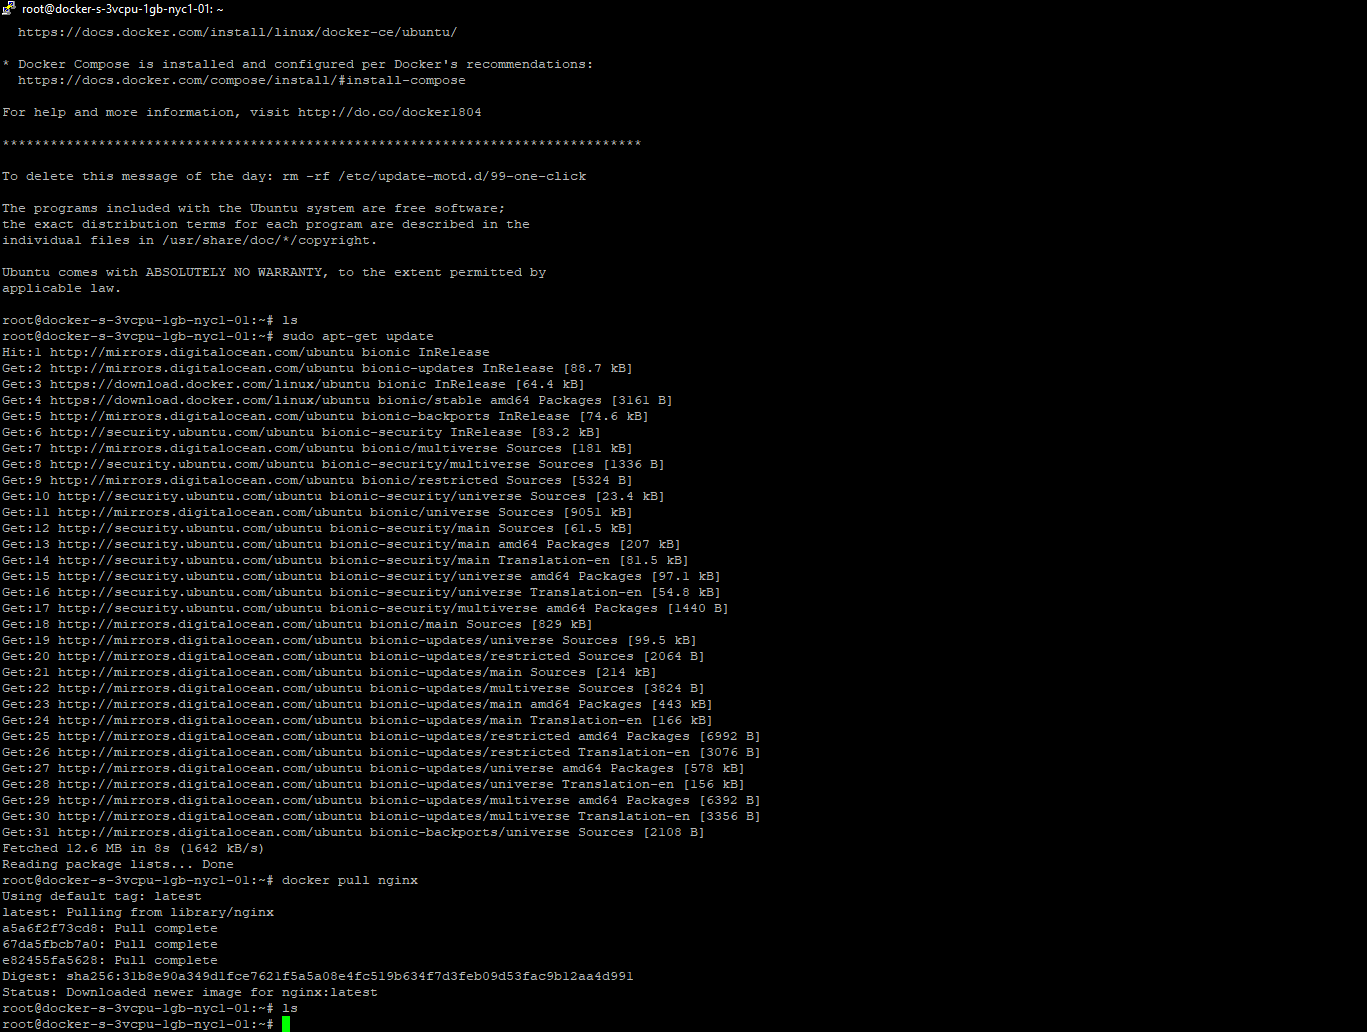 root@docker-s-3vcpu-1gb-nyc1-01: ~
https://docs.docker.com/install/linux/docker-ce/ubuntu/
* Docker Compose is installed and configured per Docker's recommendations:
https://docs.docker.com/compose/install/#install-compose
For help and more information, visit http://do.co/docker1804
********************************************************************************
To delete this message of the day: rm -rf /etc/update-motd.d/99-one-click
The programs included with the Ubuntu system are free software;
the exact distribution terms for each program are described in the
individual files in /usr/share/doc/*/copyright.
Ubuntu comes with ABSOLUTELY NO WARRANTY, to the extent permitted by
applicable law.
root@docker-s-3vcpu-1gb-nyc1-01:~# ls
root@docker-s-3vcpu-1gb-nyc1-01:~# sudo apt-get update
Hit:1 http://mirrors.digitalocean.com/ubuntu bionic InRelease
Get:2 http://mirrors.digitalocean.com/ubuntu bionic-updates InRelease [88.7 kB]
Get:3 https://download.docker.com/linux/ubuntu bionic InRelease [64.4 kB]
Get:4 https://download.docker.com/linux/ubuntu bionic/stable amd64 Packages [3161 B]
Get:5 http://mirrors.digitalocean.com/ubuntu bionic-backports InRelease [74.6 kB]
Get:6 http://security.ubuntu.com/ubuntu bionic-security InRelease [83.2 kB]
Get:7 http://mirrors.digitalocean.com/ubuntu bionic/multiverse Sources [181 kB]
Get:8 http://security.ubuntu.com/ubuntu bionic-security/multiverse Sources [1336 B]
Get:9 http://mirrors.digitalocean.com/ubuntu bionic/restricted Sources [5324 B]
Get:10 http://security.ubuntu.com/ubuntu bionic-security/universe Sources [23.4 kB]
Get:11 http://mirrors.digitalocean.com/ubuntu bionic/universe Sources [9051 kB]
Get:12 http://security.ubuntu.com/ubuntu bionic-security/main Sources [61.5 kB]
Get:13 http://security.ubuntu.com/ubuntu bionic-security/main amd64 Packages [207 kB]
Get:14 http://security.ubuntu.com/ubuntu bionic-security/main Translation-en [81.5 kB]
Get:15 http://security.ubuntu.com/ubuntu bionic-security/universe amd64 Packages [97.1 kB]
Get:16 http://security.ubuntu.com/ubuntu bionic-security/universe Translation-en [54.8 kB]
Get:17 http://security.ubuntu.com/ubuntu bionic-security/multiverse amd64 Packages [1440 B]
Get:18 http://mirrors.digitalocean.com/ubuntu bionic/main Sources [829 kB]
Get:19 http://mirrors.digitalocean.com/ubuntu bionic-updates/universe Sources [99.5 kB]
Get:20 http://mirrors.digitalocean.com/ubuntu bionic-updates/restricted Sources [2064 B]
Get:21 http://mirrors.digitalocean.com/ubuntu bionic-updates/main Sources [214 kB]
Get:22 http://mirrors.digitalocean.com/ubuntu bionic-updates/multiverse Sources [3824 B]
Get:23 http://mirrors.digitalocean.com/ubuntu bionic-updates/main amd64 Packages [443 kB]
Get:24 http://mirrors.digitalocean.com/ubuntu bionic-updates/main Translation-en [166 kB]
Get:25 http://mirrors.digitalocean.com/ubuntu bionic-updates/restricted amd64 Packages [6992 B]
Get:26 http://mirrors.digitalocean.com/ubuntu bionic-updates/restricted Translation-en [3076 B]
Get:27 http://mirrors.digitalocean.com/ubuntu bionic-updates/universe amd64 Packages [578 kB]
Get:28 http://mirrors.digitalocean.com/ubuntu bionic-updates/universe Translation-en [156 kB]
Get:29 http://mirrors.digitalocean.com/ubuntu bionic-updates/multiverse amd64 Packages [6392 B]
Get:30 http://mirrors.digitalocean.com/ubuntu bionic-updates/multiverse Translation-en [3356 B]
Get:31 http://mirrors.digitalocean.com/ubuntu bionic-backports/universe Sources [2108 B]
Fetched 12.6 MB in 8s (1642 kB/s)
Reading package lists... Done
root@docker-s-3vcpu-1gb-nyc1-01:~# docker pull nginx
Using default tag: latest
latest: Pulling from library/nginx
a5a6f2f73cd8: Pull complete
67da5fbcb7a0: Pull complete
e82455fa5628: Pull complete
Digest: sha256:31b8e90a349d1fce7621f5a5a08e4fc519b634f7d3feb09d53fac9b12aa4d991
Status: Downloaded newer image for nginx:latest
root@docker-s-3vcpu-1gb-nyc1-01:~# ls
root@docker-s-3vcpu-1gb-nyc1-01:~#